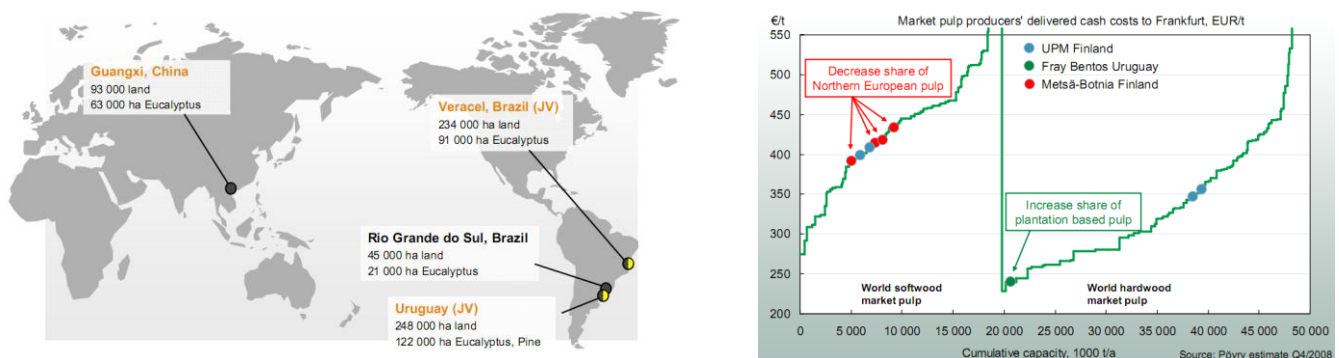 Guangxi, China
93 000 land
63 000 ha Eucalyptus
Veracel, Brazil (JV)
234 000 ha land
91 000 ha Eucalyptus
Rio Grande do Sul, Brazil
45 000 ha land
21 000 ha Eucalyptus
Uruguay (JV)
248 000 ha land
122 000 ha Eucalyptus, Pine
€/t
Market pulp producers' delivered cash costs to Frankfurt, EUR/t
550
500
450
400
350
300
250
200
UPM Finland
Fray Bentos Uruguay
Metsä-Botnia Finland
Decrease share of
Northern European pulp
Increase share of
plantation based pulp
World softwood
market pulp
World hardwood
market pulp
0 5 000 10 000 15 000 20 000 25 000 30 000 35 000 40 000 45 000 50 000
Cumulative capacity, 1000 t/a
Source: Pöyry estimate Q4/2008